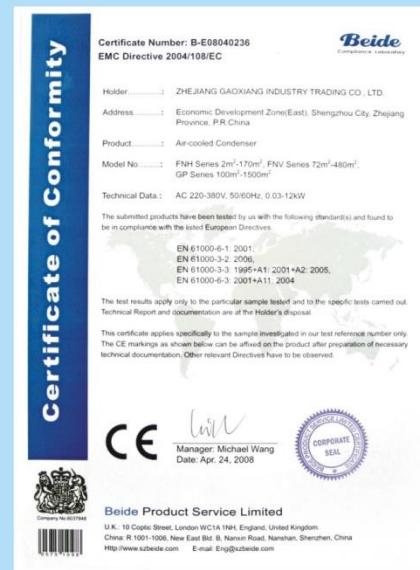 Certificate of Conformity
Certificate Number: B-E08040236
EMC Directive 2004/108/EC
Beide
Compliance Laboratory
Holder..........: ZHEJIANG GAOXIANG INDUSTRY TRADING CO., LTD.
Address..........: Economic Development Zone(East), Shengzhou City, Zhejiang
Province, P.R.China
Product..........: Air-cooled Condenser
Model No..........: FNH Series 2m²-170m², FNV Series 72m²-480m²;
GP Series 100m²-1500m²
Technical Data.: AC 220-380V, 50/60Hz, 0.03-12kW
The submitted products have been tested by us with the following standard(s) and found to
be in compliance with the listed European Directives
EN 61000-6-1: 2001,
EN 61000-3-2: 2006,
EN 61000-3-3: 1995+A1: 2001+A2: 2005,
EN 61000-6-3: 2001+A11: 2004
The test results apply only to the particular sample tested and to the specific tests carried out.
Technical Report and documentation are at the Holder's disposal
This certificate applies specifically to the sample investigated in our test reference number only.
The CE markings as shown below can be affixed on the product after preparation of necessary
technical documentation. Other relevant Directives have to be observed.
CE
Manager: Michael Wang
Date: Apr. 24, 2008
CORPORATE
SEAL
Beide Product Service Limited
U.K.: 10 Coptic Street, London WC1A 1NH, England, United Kingdom.
China: R.1001-1006, New East Bld. B, Nanxin Road, Nanshan, Shenzhen, China
Http://www.szbeide.com E-mail: Eng@szbeide.com